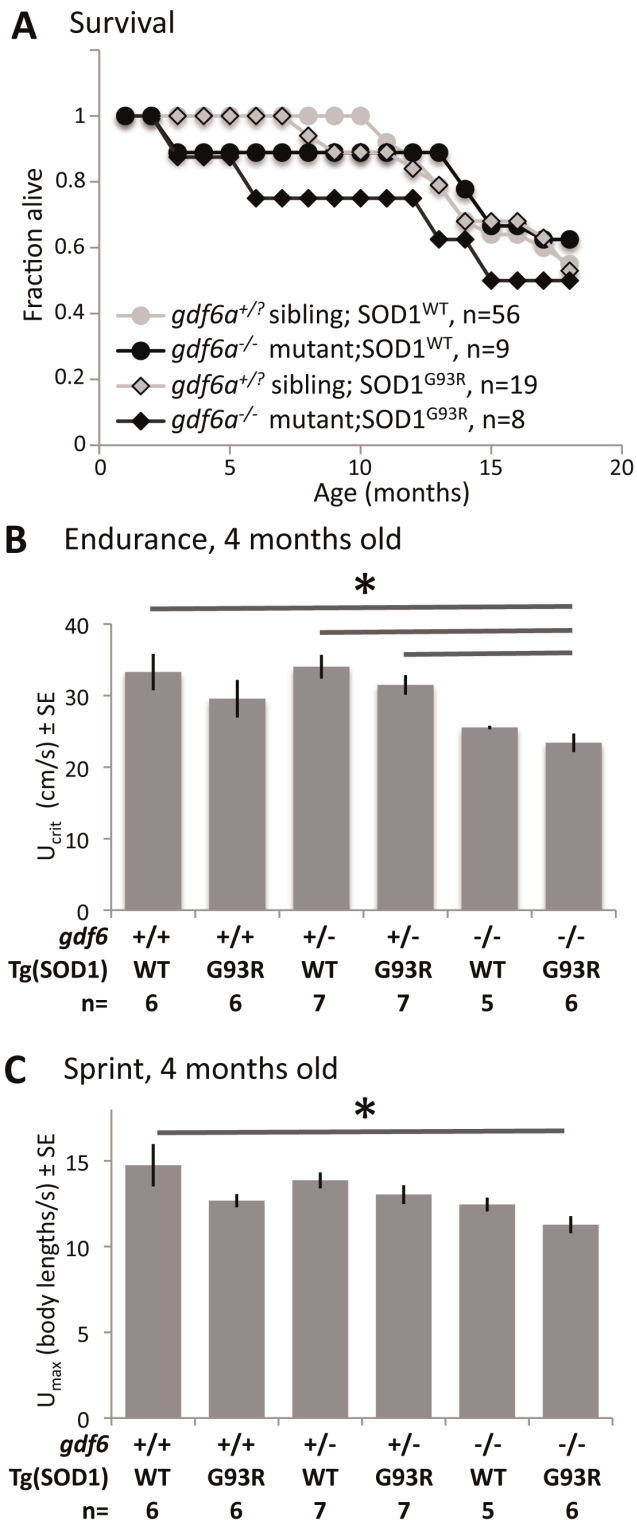 A Survival
1
0.8
0.6
0.4
0.2
0
Fraction alive
gdf6a+/? sibling; SOD1WT, n=56
gdf6a-/- mutant;SOD1WT, n=9
gdf6a+/? sibling; SOD1G93R, n=19
gdf6a-/- mutant;SOD1G93R, n=8
0 5 10 15 20
Age (months)
B Endurance, 4 months old
*
40
30
20
10
0
Ucrit (cm/s) ± SE
gdf6 +/+ +/+ +/- +/- -/- -/-
Tg(SOD1) WT G93R WT G93R WT G93R
n= 6 6 7 7 5 6
C Sprint, 4 months old
*
15
10
5
0
Umax (body lengths/s) ± SE
gdf6 +/+ +/+ +/- +/- -/- -/-
Tg(SOD1) WT G93R WT G93R WT G93R
n= 6 6 7 7 5 6